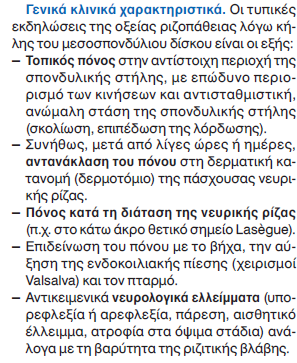 Γενικά κλινικά χαρακτηριστικά. Οι τυπικές
εκδηλώσεις της οξείας ριζοπάθειας λόγω κή-
λης του μεσοσπονδύλιου δίσκου είναι οι εξής:
– Τοπικός πόνος στην αντίστοιχη περιοχή της
σπονδυλικής στήλης, με επώδυνο περιο-
ρισμό των κινήσεων και αντισταθμιστική,
ανώμαλη στάση της σπονδυλικής στήλης
(σκολίωση, επιπέδωση της λόρδωσης).
– Συνήθως, μετά από λίγες ώρες ή ημέρες,
αντανάκλαση του πόνου στη δερματική κα-
τανομή (δερμοτόμιο) της πάσχουσας νευρι-
κής ρίζας.
– Πόνος κατά τη διάταση της νευρικής ρίζας
(π.χ. στο κάτω άκρο θετικό σημείο Lasègue).
– Επιδείνωση του πόνου με το βήχα, την αύ-
ξηση της ενδοκοιλιακής πίεσης (χειρισμοί
Valsalva) και τον πταρμό.
– Αντικειμενικά νευρολογικά ελλείμματα (υπο-
ρεφλεξία ή αρεφλεξία, πάρεση, αισθητικό
έλλειμμα, ατροφία στα όψιμα στάδια) ανά-
λογα με τη βαρύτητα της ριζιτικής βλάβης.